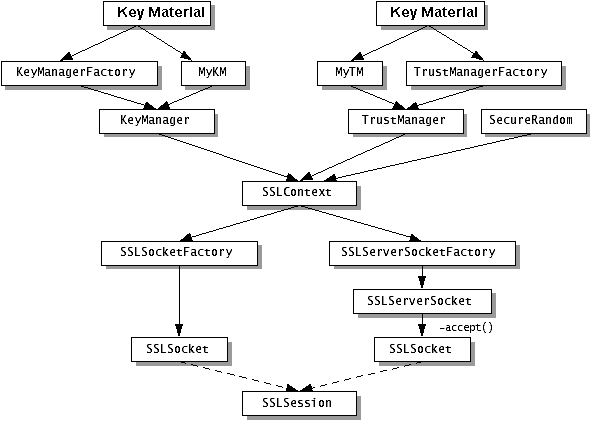 Key Material
Key Material
KeyManagerFactory
MyKM
MyTM
TrustManagerFactory
KeyManager
TrustManager
SecureRandom
SSLContext
SSLSocketFactory
SSLServerSocketFactory
SSLServerSocket
-accept()
SSLSocket
SSLSocket
SSLSession